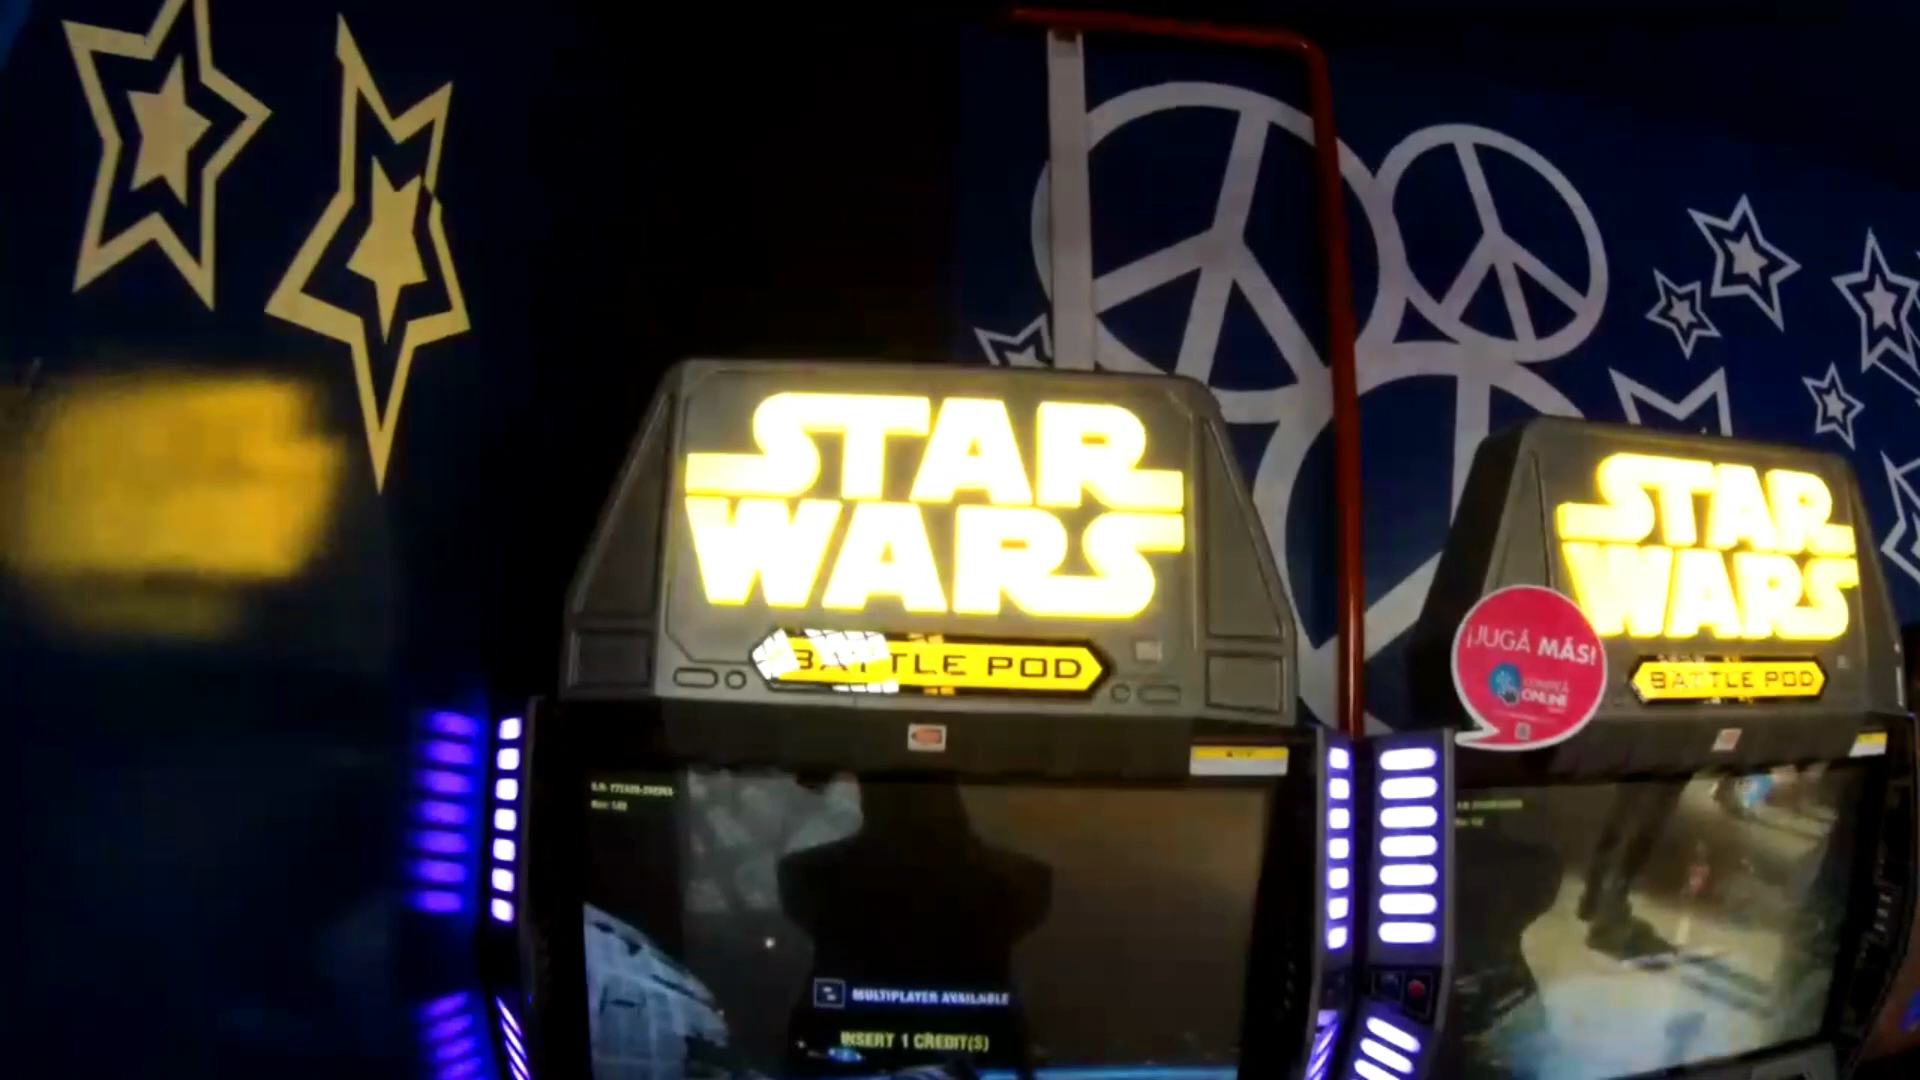 STAR
WARS
BATTLE POD
MULTIPLAYER AVAILABLE
INSERT 1 CREDIT(S)
STAR
WARS
BATTLE POD
¡JUGÁ MÁS!
ONLINE